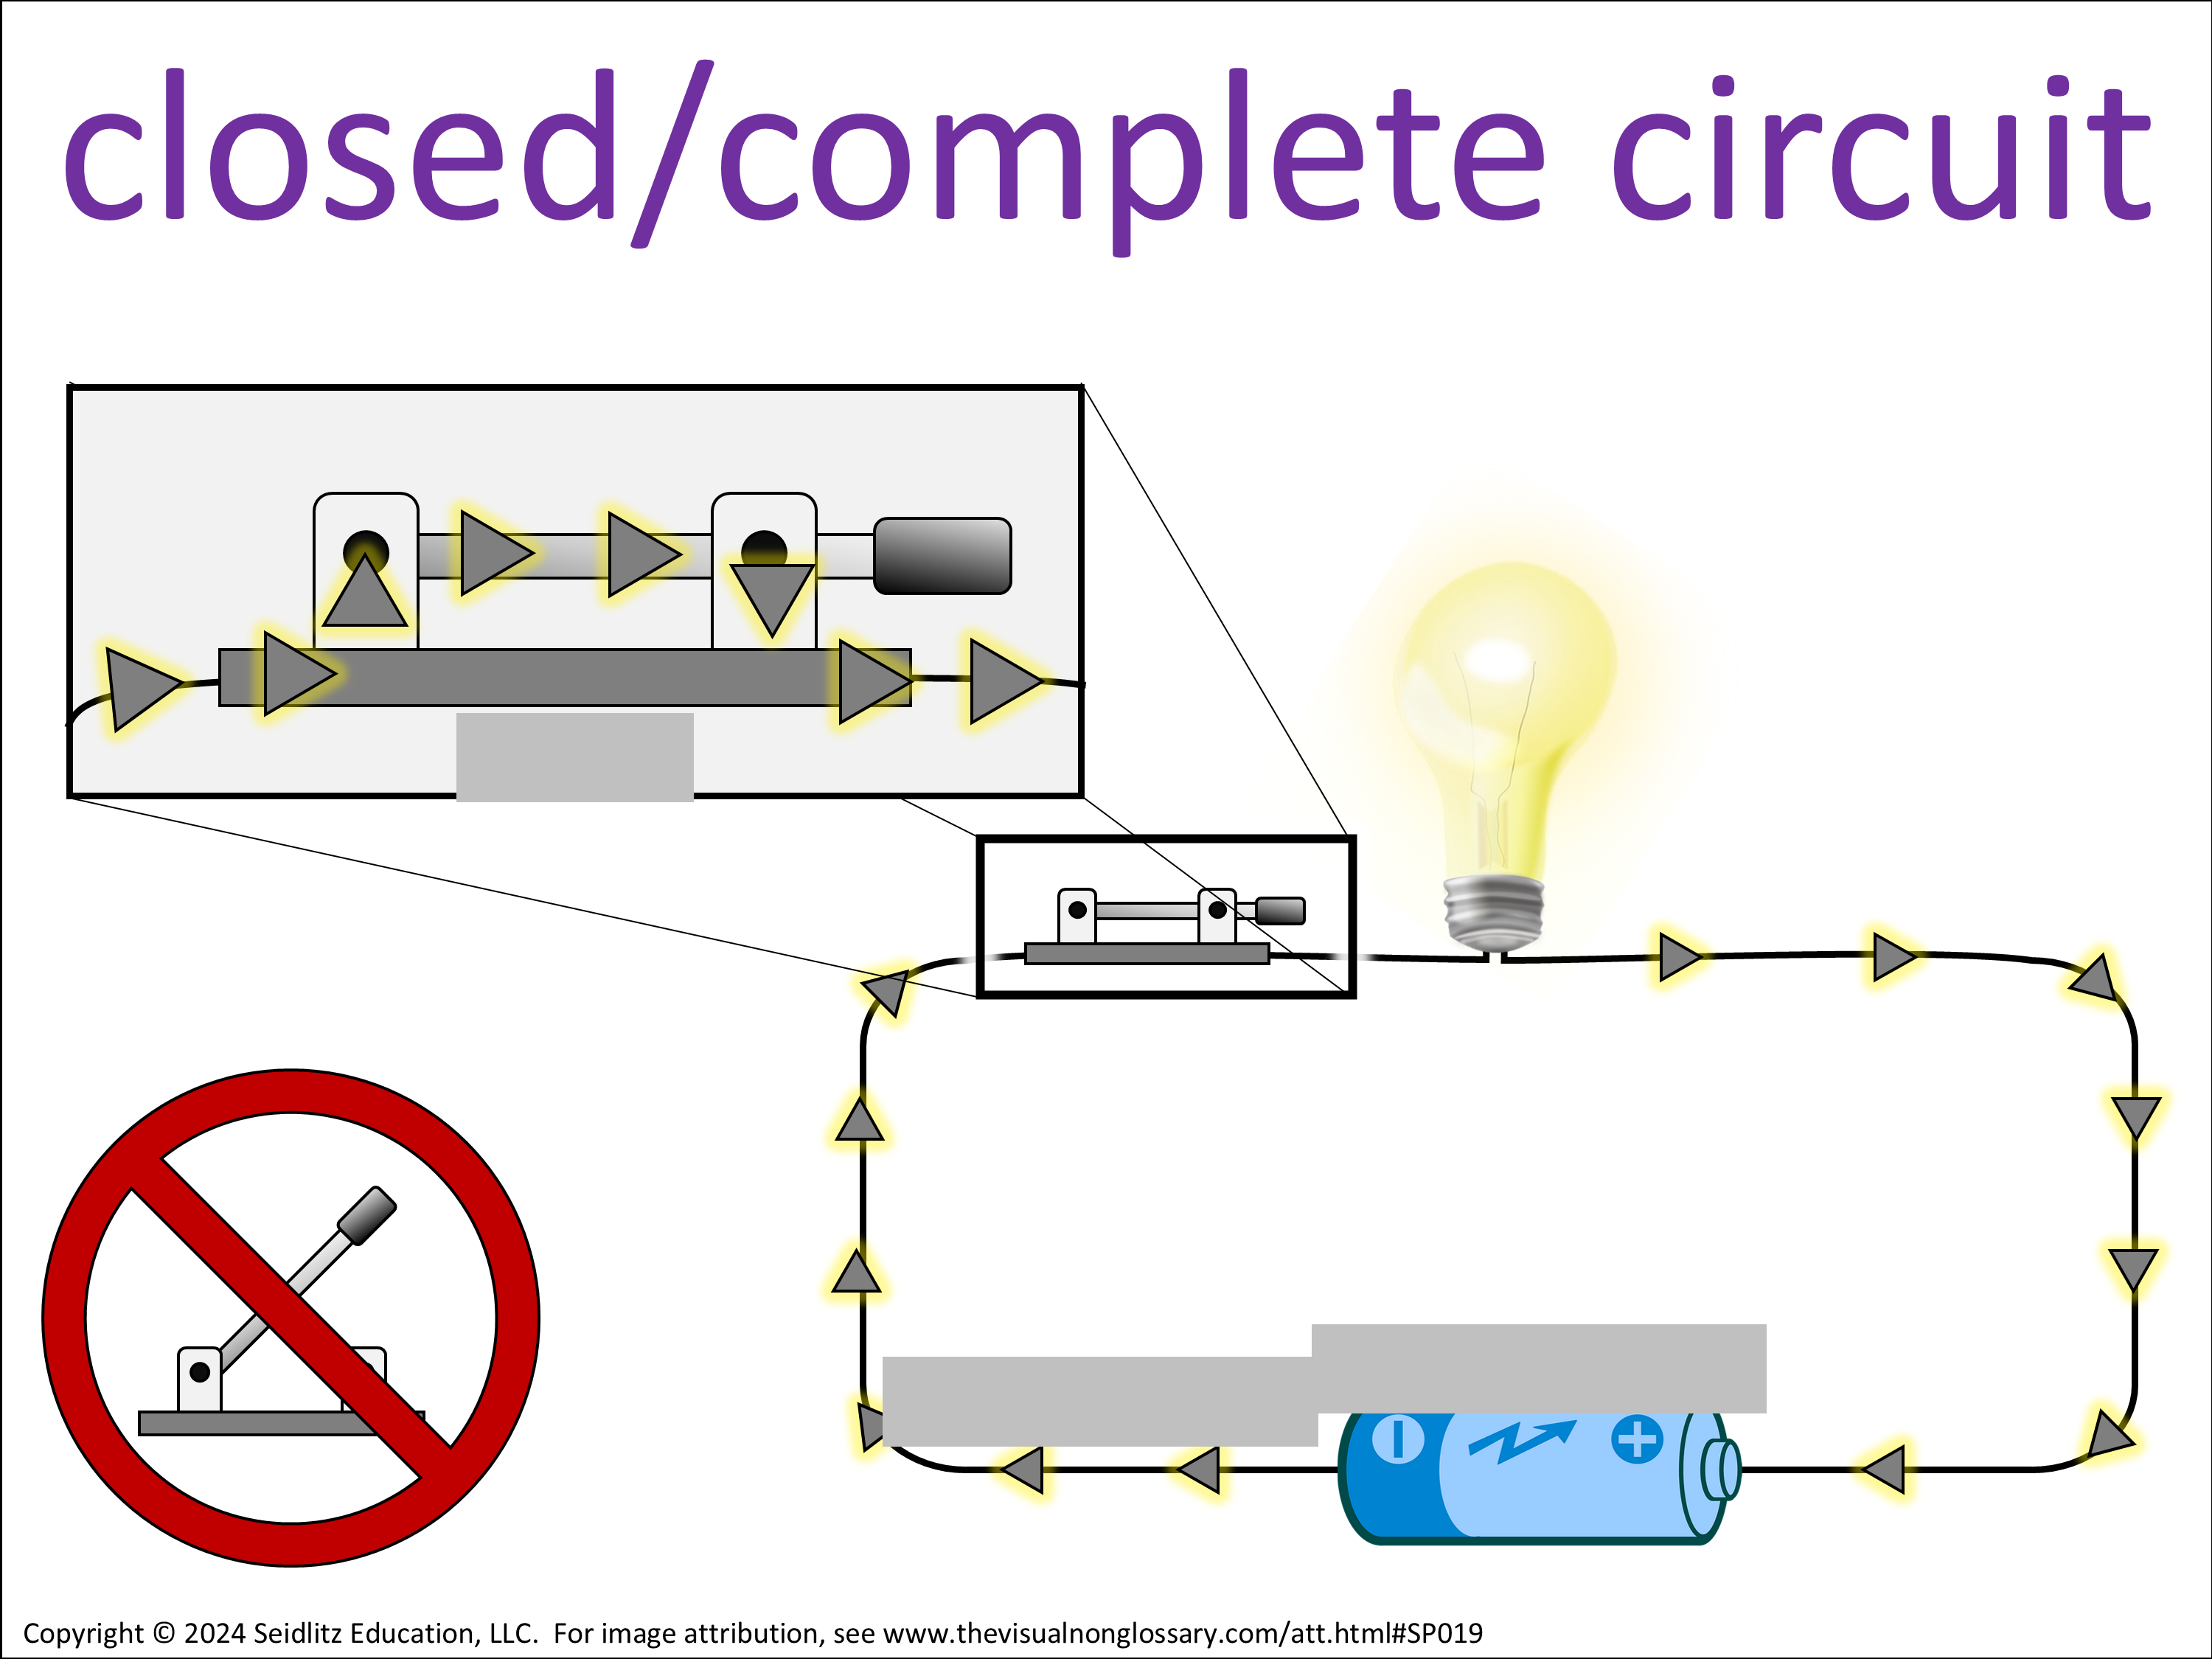 closed/complete circuit
Copyright © 2024 Seidlitz Education, LLC.  For image attribution, see www.thevisualnonglossary.com/att.html#SP019